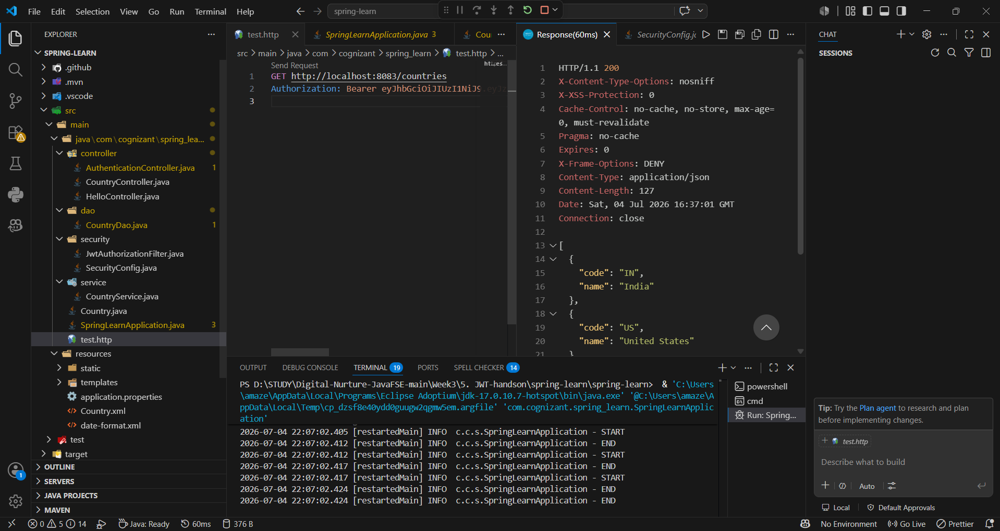 File Edit Selection View Go Run Terminal Help
spring-learn
EXPLORER
SPRING-LEARN
.github
.mvn
.vscode
src
main
java\com\cognizant\spring_lea...
controller
AuthenticationController.java 1
CountryController.java
HelloController.java
dao
CountryDao.java 1
security
JwtAuthorizationFilter.java
SecurityConfig.java
service
CountryService.java
Country.java
SpringLearnApplication.java 3
test.http
resources
static
templates
application.properties
Country.xml
date-format.xml
test
target
OUTLINE
SERVERS
JAVA PROJECTS
MAVEN
test.http
SpringLearnApplication.java 3
Cou
src > main > java > com > cognizant > spring_learn > test.http > ...
Send Request
1 GET http://localhost:8083/countries
2 Authorization: Bearer eyJhbGciOiJIUzI1NiJ9.eyJz
3
Response(60ms)
SecurityConfig.jc
1 HTTP/1.1 200
2 X-Content-Type-Options: nosniff
3 X-XSS-Protection: 0
4 Cache-Control: no-cache, no-store, max-age=
0, must-revalidate
5 Pragma: no-cache
6 Expires: 0
7 X-Frame-Options: DENY
8 Content-Type: application/json
9 Content-Length: 127
10 Date: Sat, 04 Jul 2026 16:37:01 GMT
11 Connection: close
12
13 [
14 {
15 "code": "IN",
16 "name": "India"
17 },
18 {
19 "code": "US",
20 "name": "United States"
21 }
OUTPUT DEBUG CONSOLE TERMINAL 19 PORTS SPELL CHECKER 14
PS D:\STUDY\Digital-Nurture-JavaFSE-main\Week3\5. JWT-handson\spring-learn\spring-learn> & 'C:\Users
\amaze\AppData\Local\Programs\Eclipse Adoptium\jdk-17.0.10.7-hotspot\bin\java.exe' '@C:\Users\amaze\A
ppData\Local\Temp\cp_dzsf8e40ydd0guugw2qgmw5em.argfile' 'com.cognizant.spring_learn.SpringLearnApplic
ation'
2026-07-04 22:07:02.405 [restartedMain] INFO c.c.s.SpringLearnApplication - START
2026-07-04 22:07:02.412 [restartedMain] INFO c.c.s.SpringLearnApplication - END
2026-07-04 22:07:02.412 [restartedMain] INFO c.c.s.SpringLearnApplication - START
2026-07-04 22:07:02.417 [restartedMain] INFO c.c.s.SpringLearnApplication - END
2026-07-04 22:07:02.417 [restartedMain] INFO c.c.s.SpringLearnApplication - START
2026-07-04 22:07:02.424 [restartedMain] INFO c.c.s.SpringLearnApplication - END
2026-07-04 22:07:02.424 [restartedMain] INFO c.c.s.SpringLearnApplication - END
powershell
cmd
Run: Spring...
CHAT
SESSIONS
Tip: Try the Plan agent to research and plan
before implementing changes.
test.http
Describe what to build
Auto
Local
Default Approvals
0 5 14
Java: Ready
60ms
376 B
No Environment
Go Live
Prettier
1